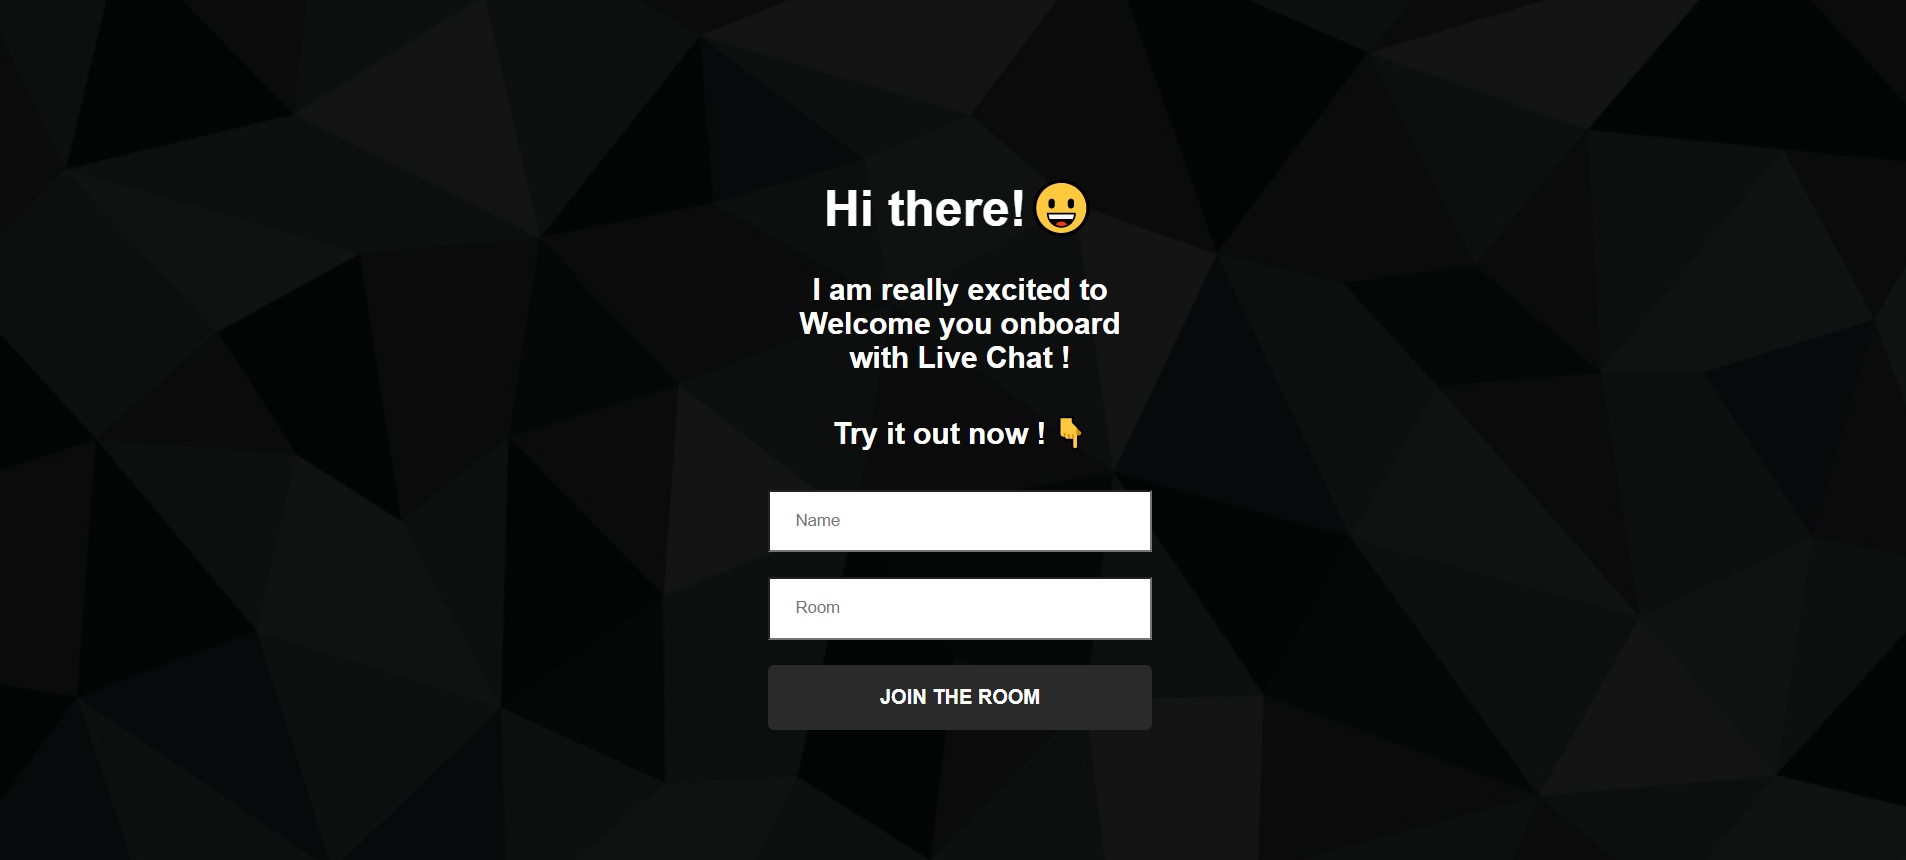 Hi there!😃
I am really excited to
Welcome you onboard
with Live Chat !
Try it out now ! 👇
Name
Room
JOIN THE ROOM